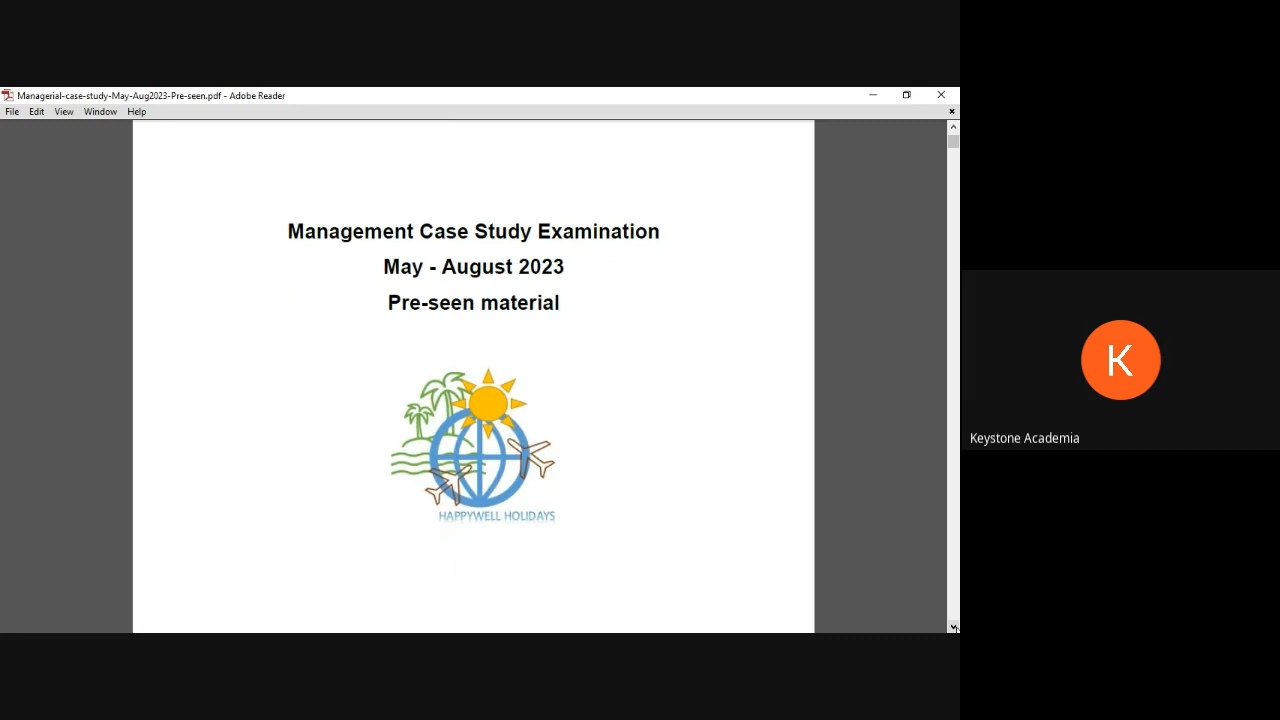 Managerial-case-study-May-Aug2023-Pre-seen.pdf - Adobe Reader
File Edit View Window Help
Management Case Study Examination
May - August 2023
Pre-seen material
HAPPYWELL HOLIDAYS
K
Keystone Academia